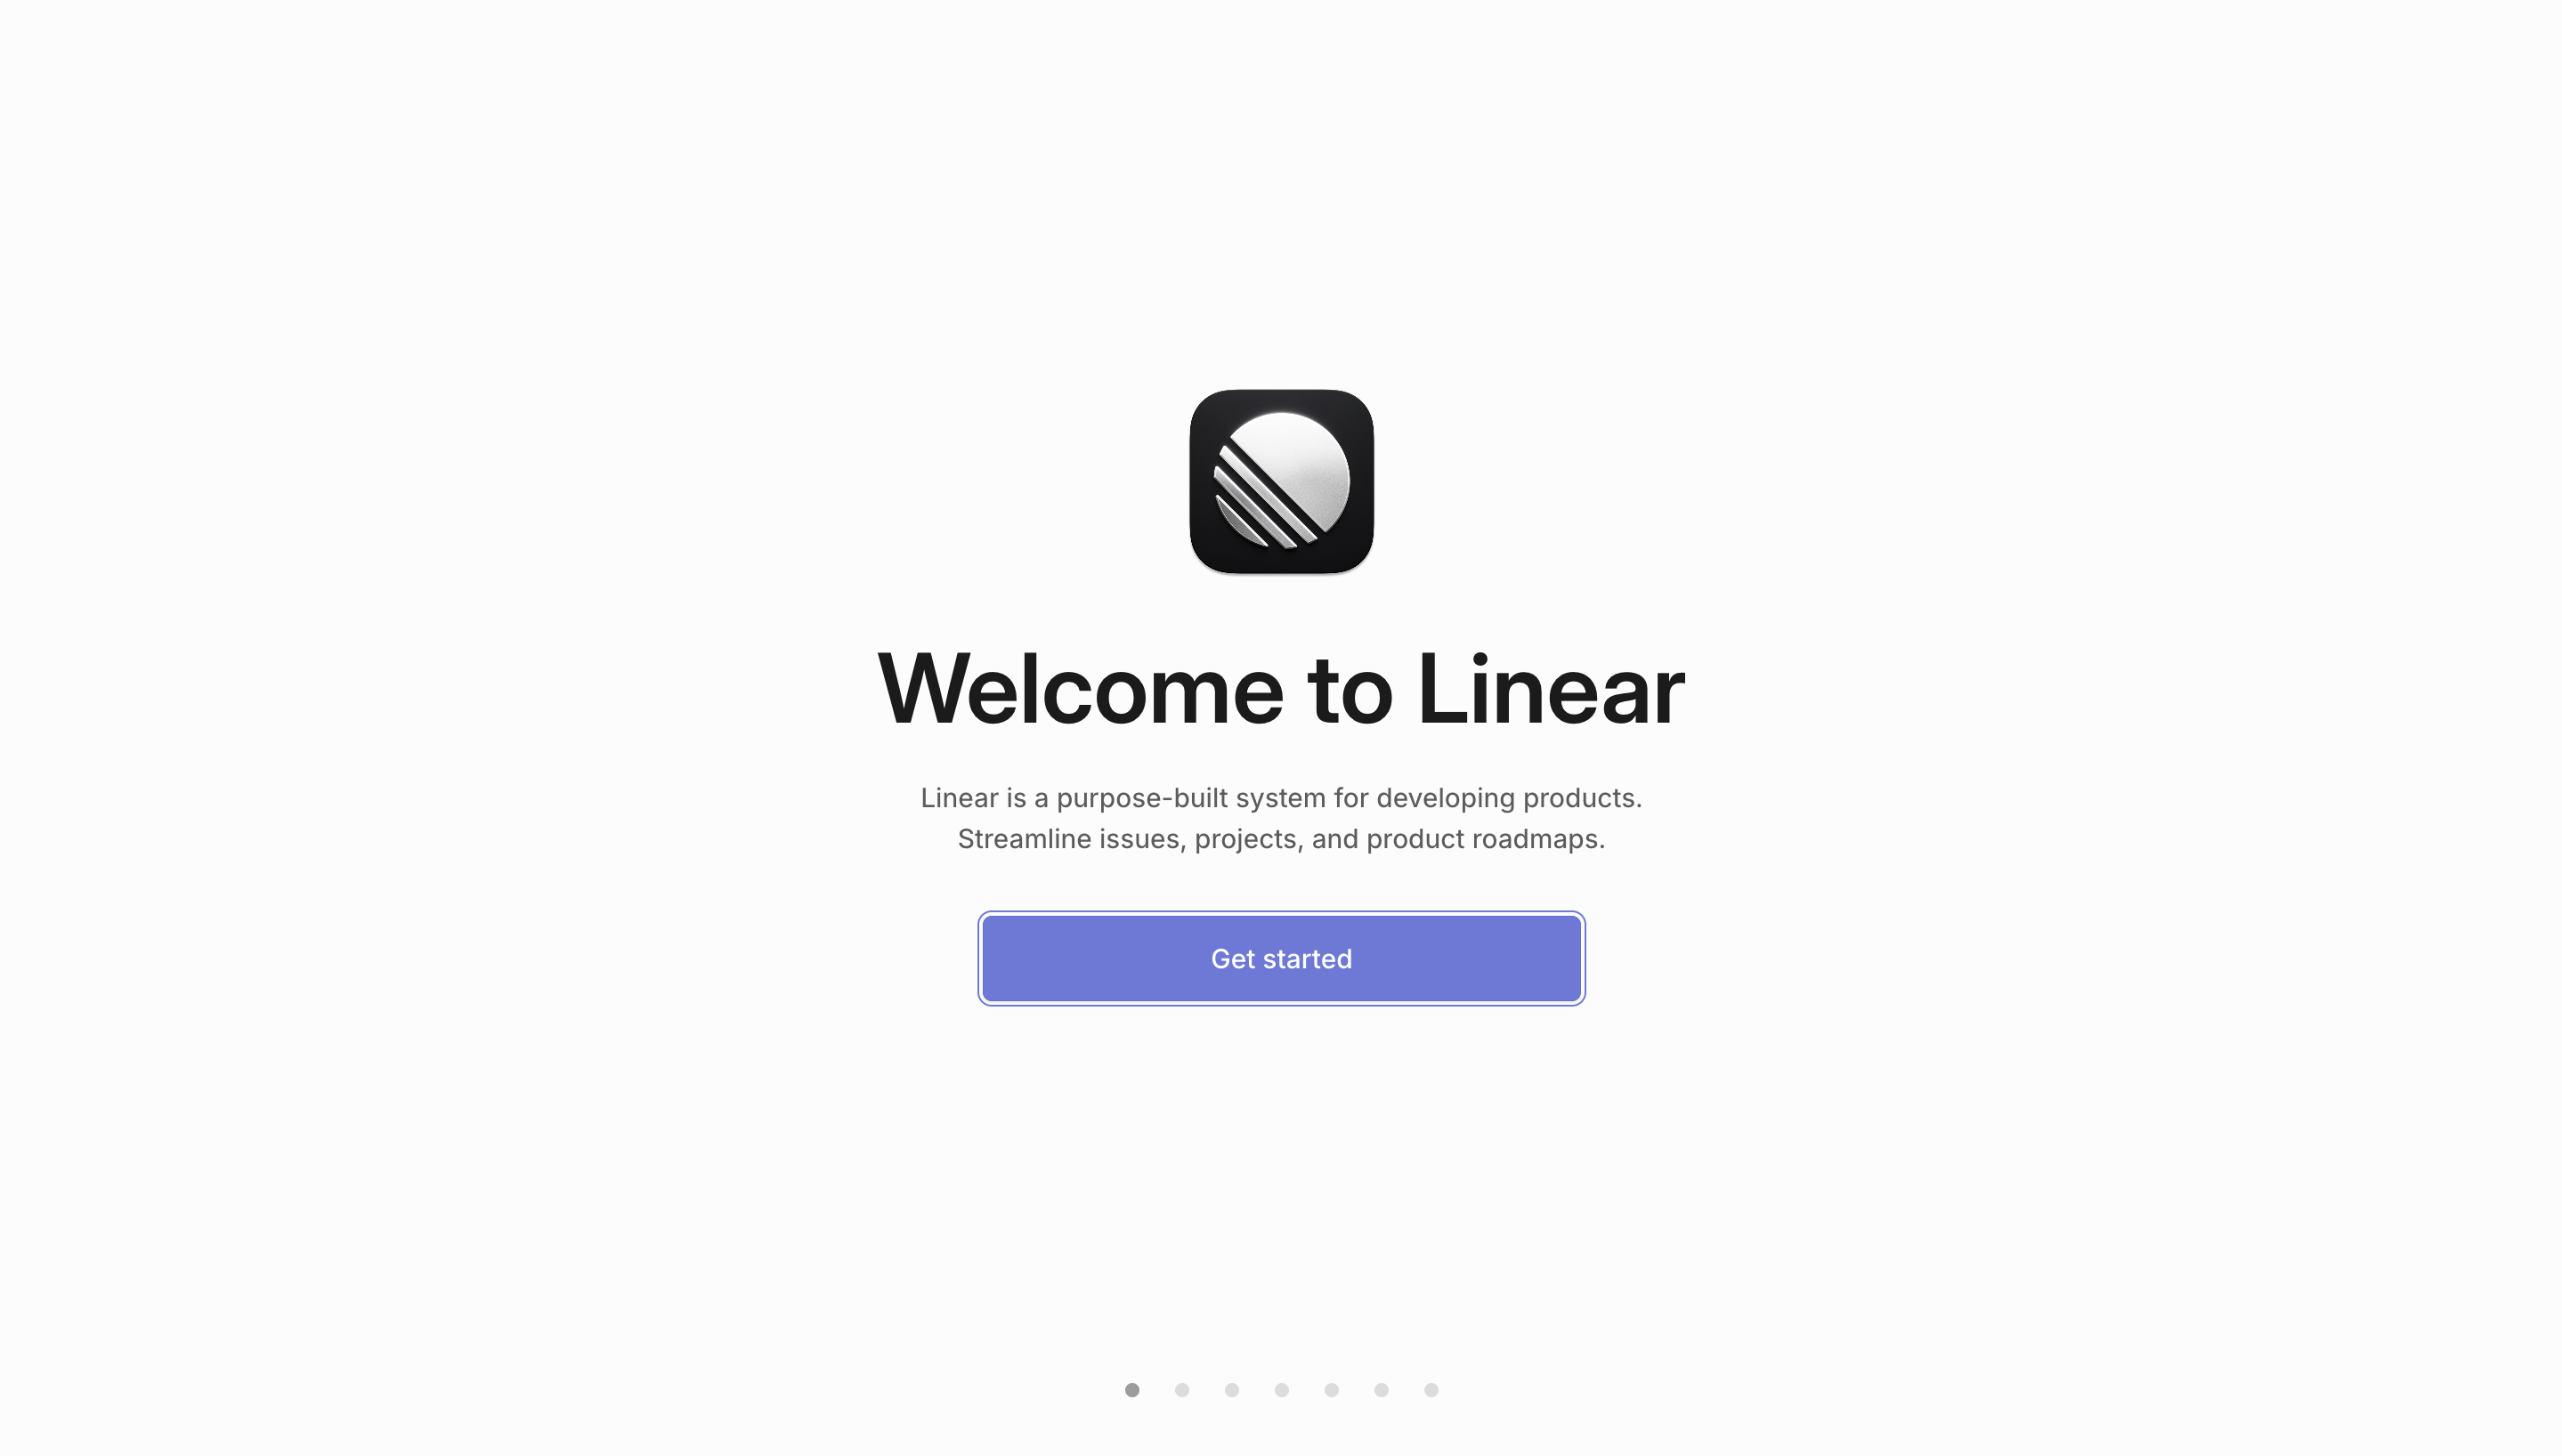 Welcome to Linear
Linear is a purpose-built system for developing products.
Streamline issues, projects, and product roadmaps.
Get started